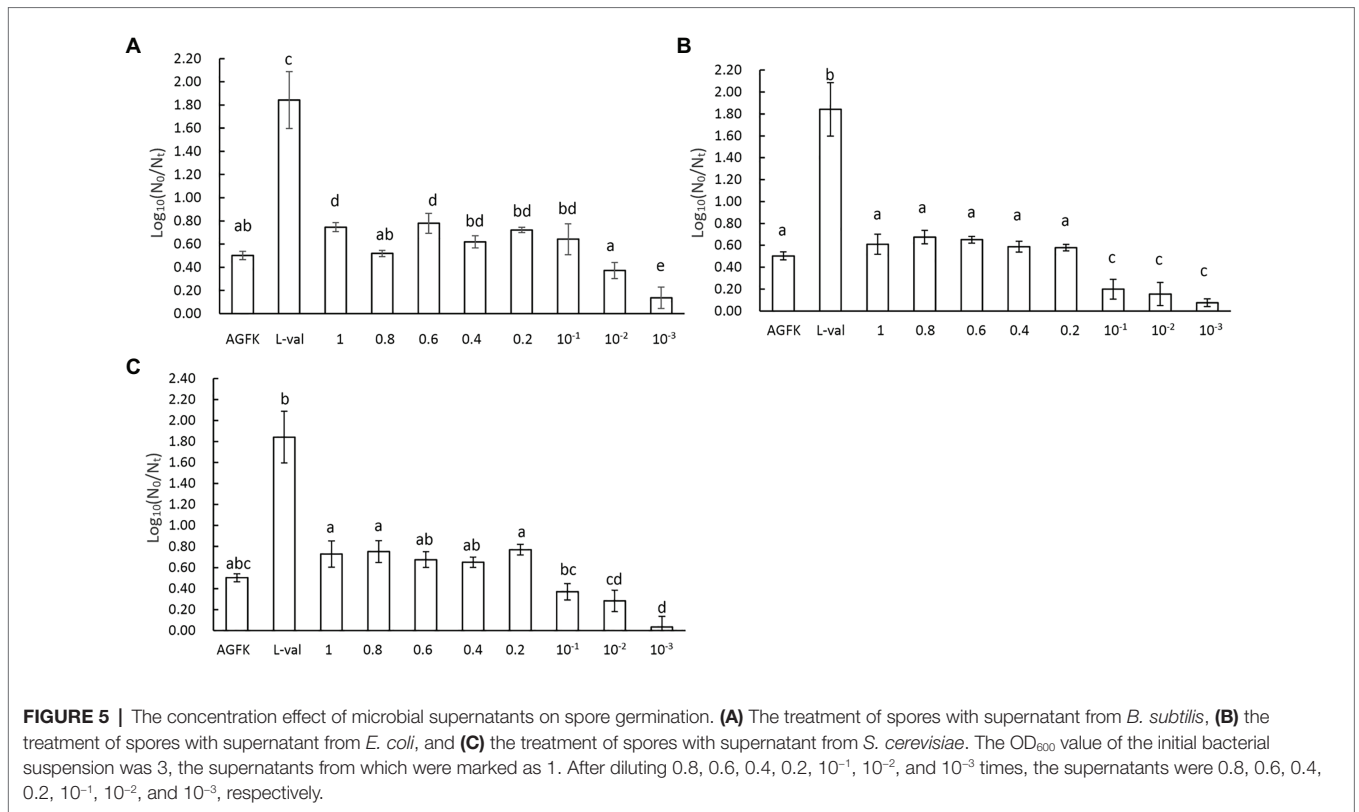 A
Log₁₀(N₀/Nₜ)
2.20
2.00
1.80
1.60
1.40
1.20
1.00
0.80
0.60
0.40
0.20
0.00
ab
c
d
ab
d
bd
bd
bd
a
e
AGFK L-val 1 0.8 0.6 0.4 0.2 10⁻¹ 10⁻² 10⁻³
B
Log₁₀(N₀/Nₜ)
2.20
2.00
1.80
1.60
1.40
1.20
1.00
0.80
0.60
0.40
0.20
0.00
a
b
a
a
a
a
a
c
c
c
AGFK L-val 1 0.8 0.6 0.4 0.2 10⁻¹ 10⁻² 10⁻³
C
Log₁₀(N₀/Nₜ)
2.40
2.20
2.00
1.80
1.60
1.40
1.20
1.00
0.80
0.60
0.40
0.20
0.00
abc
b
a
a
ab
ab
a
bc
cd
d
AGFK L-val 1 0.8 0.6 0.4 0.2 10⁻¹ 10⁻² 10⁻³
FIGURE 5 | The concentration effect of microbial supernatants on spore germination. (A) The treatment of spores with supernatant from B. subtilis, (B) the
treatment of spores with supernatant from E. coli, and (C) the treatment of spores with supernatant from S. cerevisiae. The OD₆₀₀ value of the initial bacterial
suspension was 3, the supernatants from which were marked as 1. After diluting 0.8, 0.6, 0.4, 0.2, 10⁻¹, 10⁻², and 10⁻³ times, the supernatants were 0.8, 0.6, 0.4,
0.2, 10⁻¹, 10⁻², and 10⁻³, respectively.